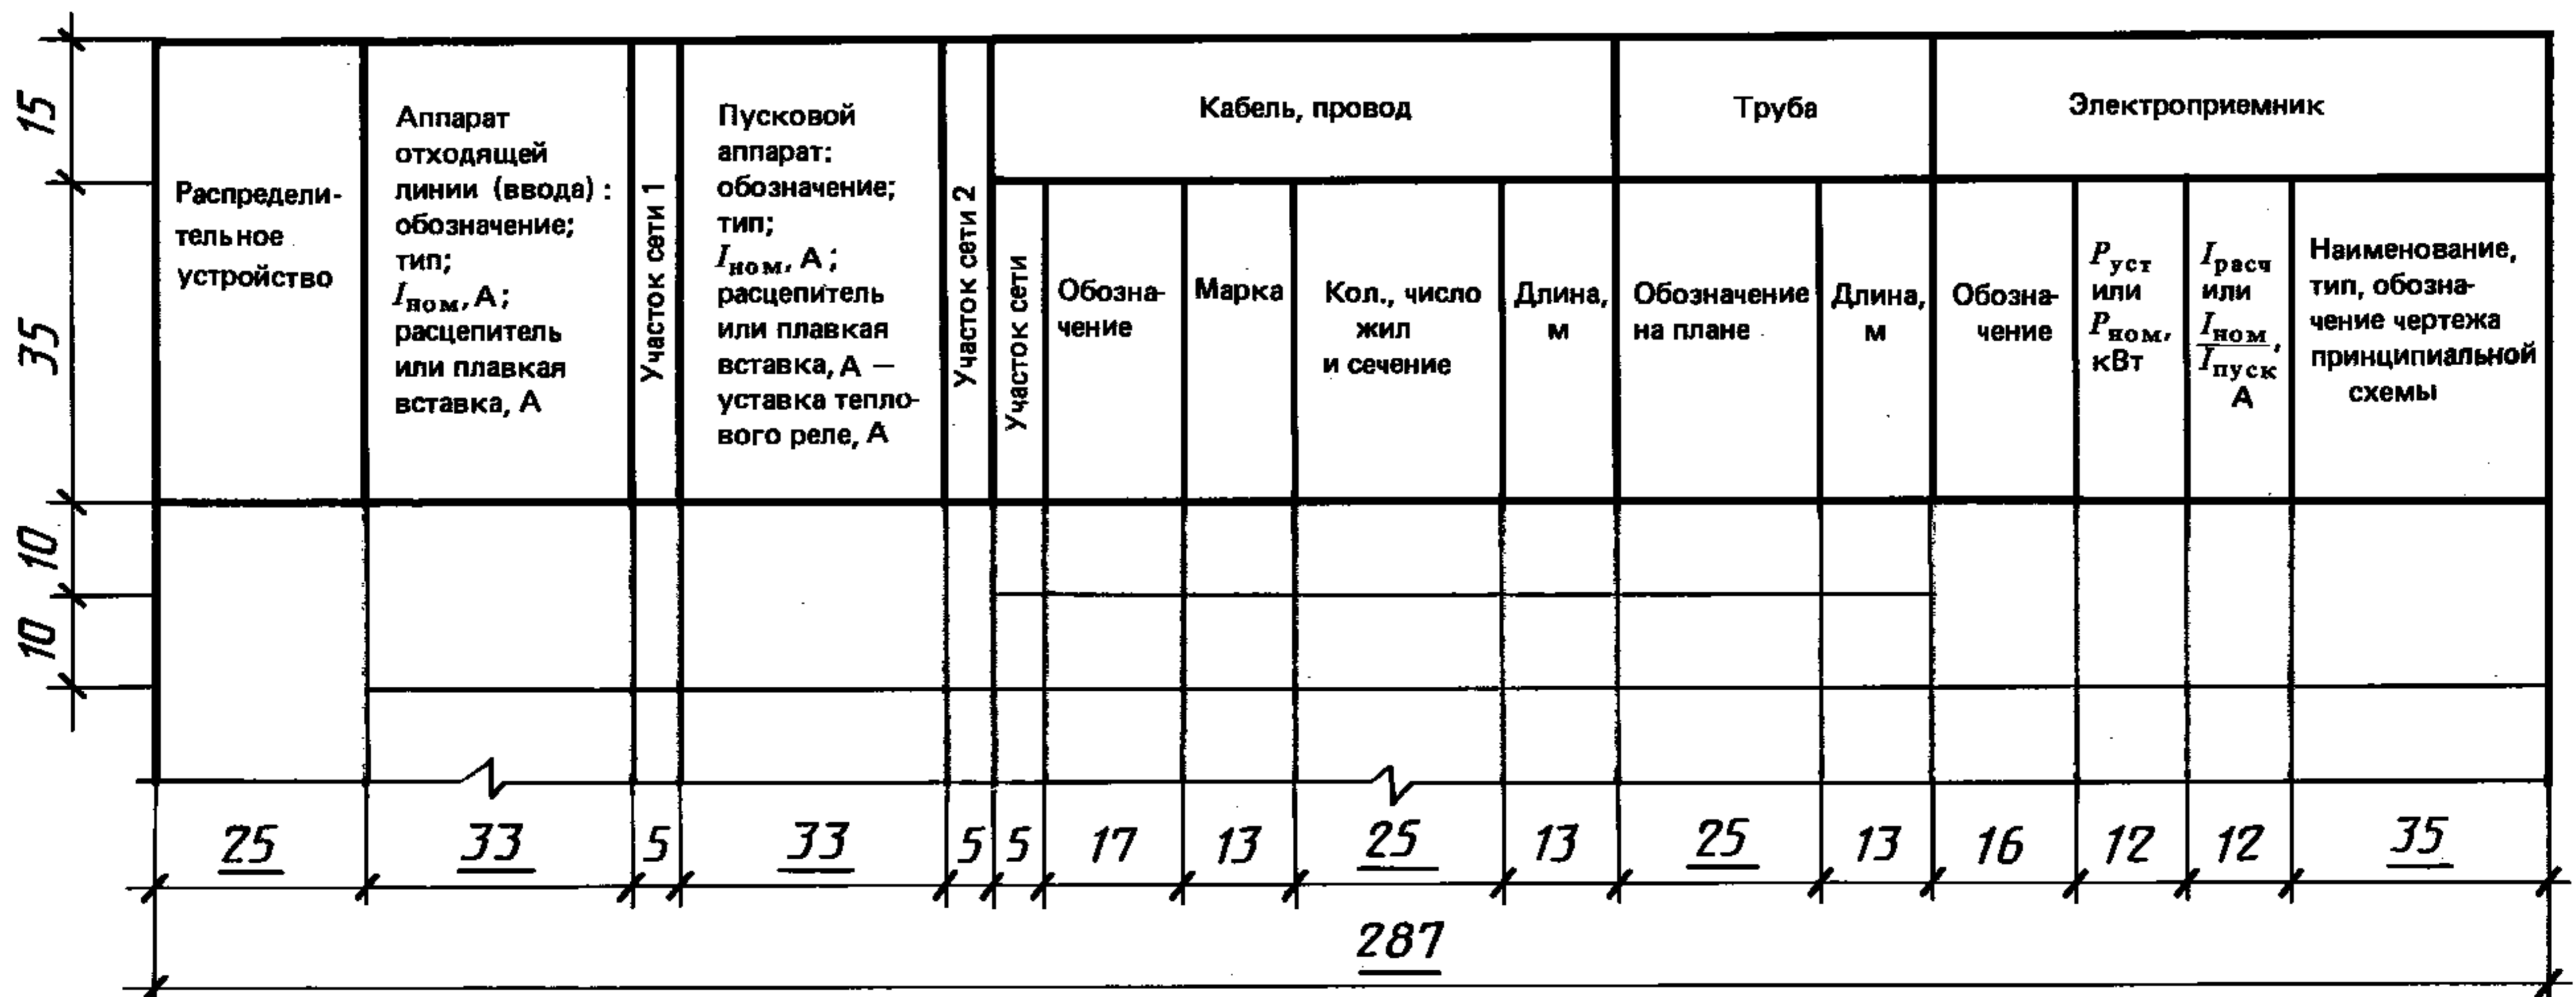 Распредели-
тельное
устройство
Аппарат
отходящей
линии (ввода) :
обозначение;
тип;
Iном, А;
расцепитель
или плавкая
вставка, А
Участок сети 1
Пусковой
аппарат:
обозначение;
тип;
Iном, А;
расцепитель
или плавкая
вставка, А —
уставка тепло-
вого реле, А
Участок сети 2
Кабель, провод
Участок сети
Обозна-
чение
Марка
Кол., число
жил
и сечение
Длина,
м
Труба
Обозначение
на плане
Длина,
м
Электроприемник
Обозна-
чение
Pуст
или
Pном,
кВт
Iрасч
или
Iном,
Iпуск
А
Наименование,
тип, обозна-
чение чертежа
принципиальной
схемы
15
35
10
10
25 33 5 33 5 5 17 13 25 13 25 13 16 12 12 35
287